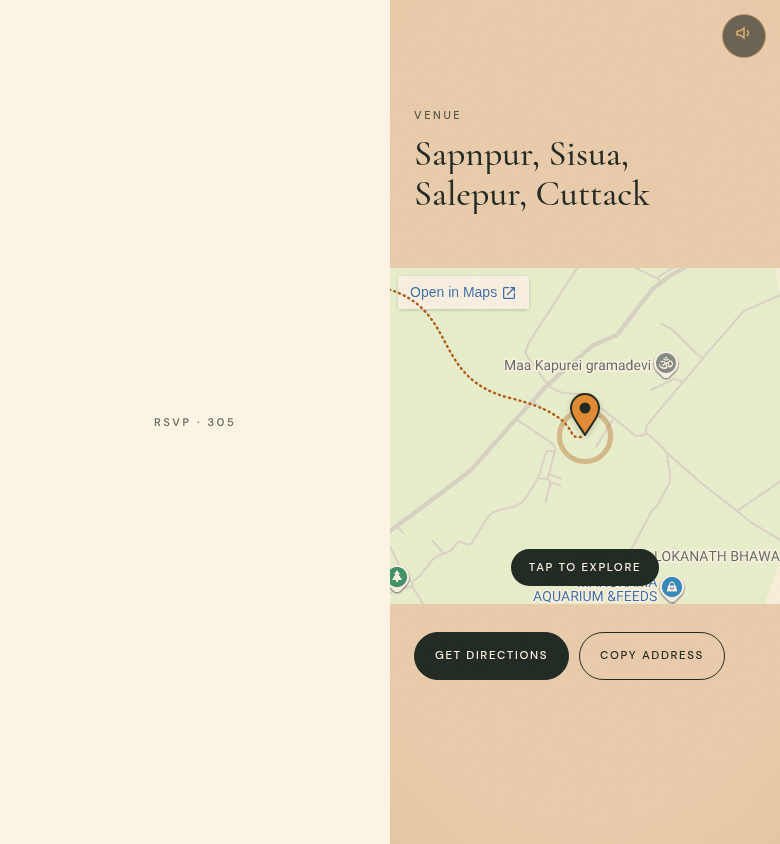 RSVP · 305
VENUE
Sapnpur, Sisua,
Salepur, Cuttack
Open in Maps
Maa Kapurei gramadevi
ॐ
LOKANATH BHAWA
TAP TO EXPLORE
AQUARIUM &FEEDS
GET DIRECTIONS
COPY ADDRESS